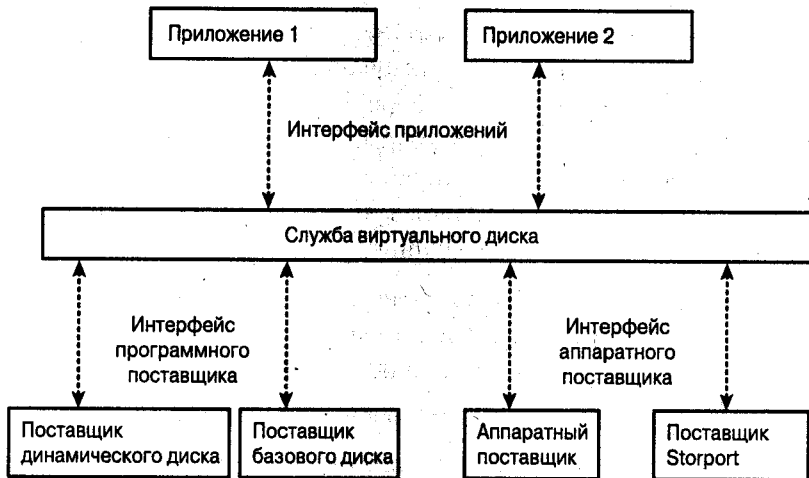 Приложение 1
Приложение 2
Интерфейс приложений
Служба виртуального диска
Интерфейс
программного
поставщика
Интерфейс
аппаратного
поставщика
Поставщик
динамического диска
Поставщик
базового диска
Аппаратный
поставщик
Поставщик
Storport